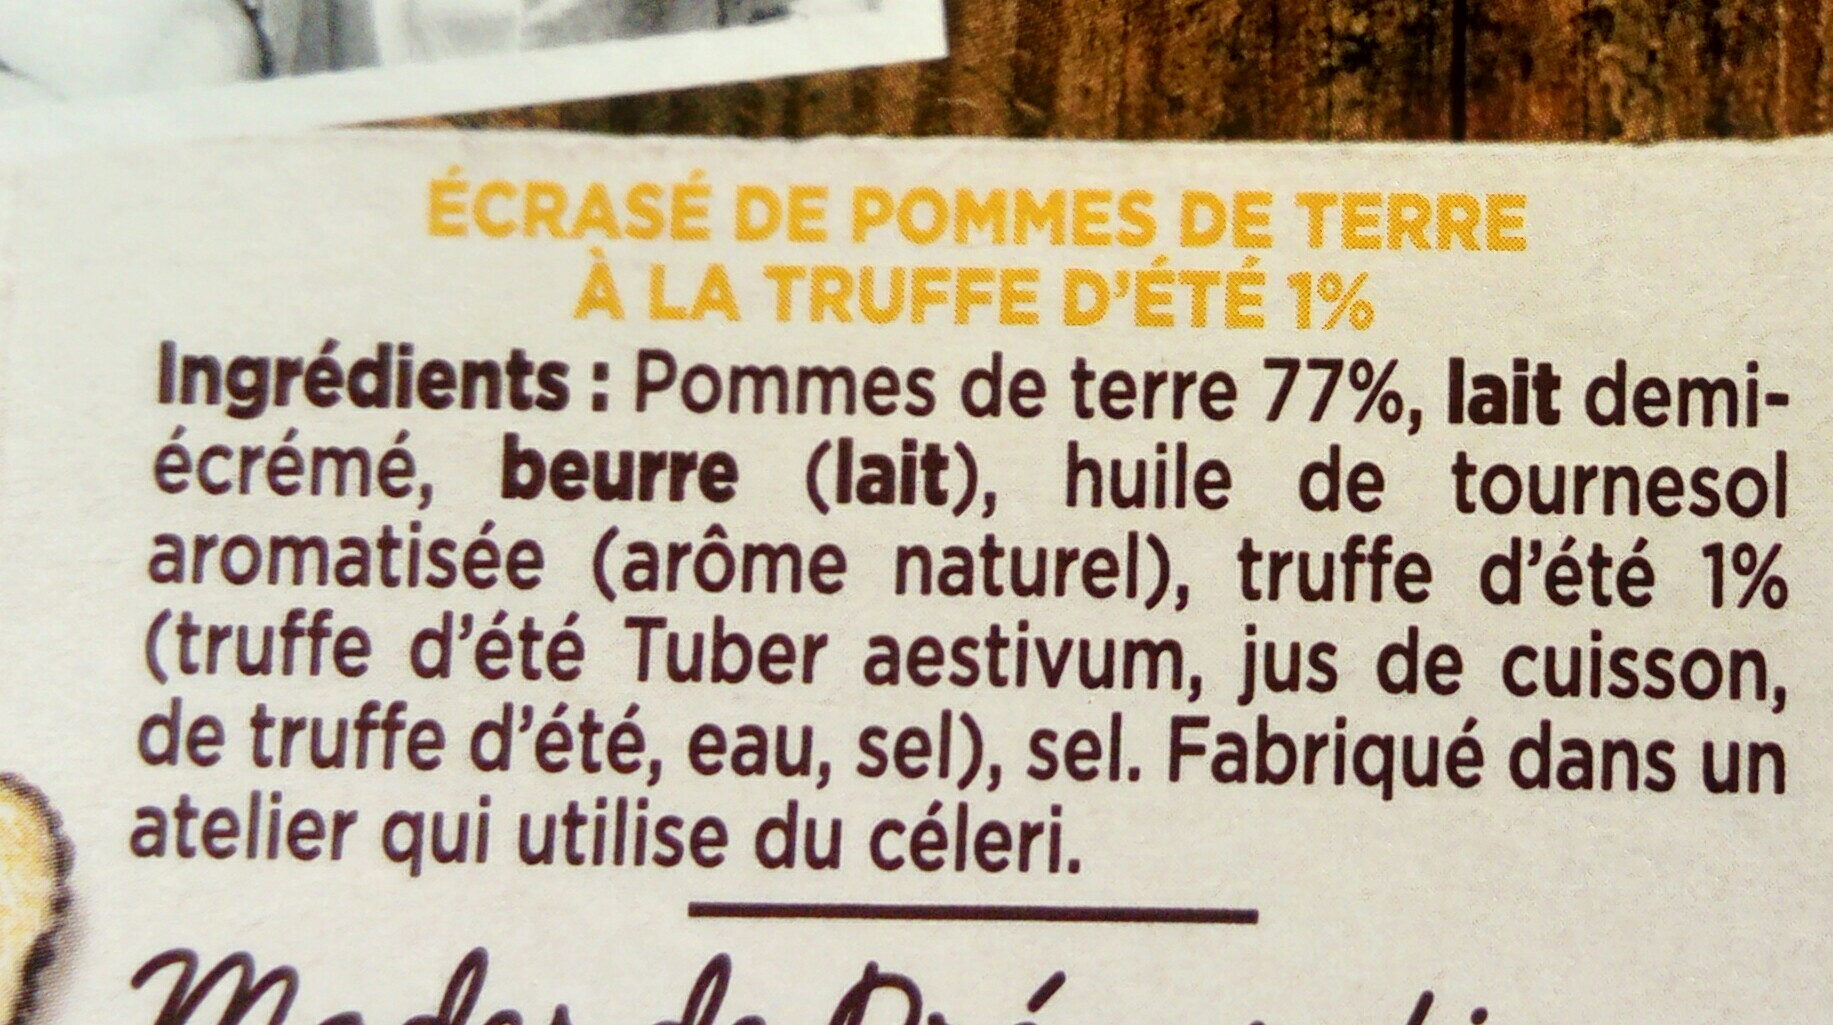 ÉCRASÉ DE POMMES DE TERRE
À LA TRUFFE D'ÉTÉ 1%
Ingrédients : Pommes de terre 77%, lait demi-
écrémé, beurre (lait), huile de tournesol
aromatisée (arôme naturel), truffe d'été 1%
(truffe d'été Tuber aestivum, jus de cuisson,
de truffe d'été, eau, sel), sel. Fabriqué dans un
atelier qui utilise du céleri.
Modes de